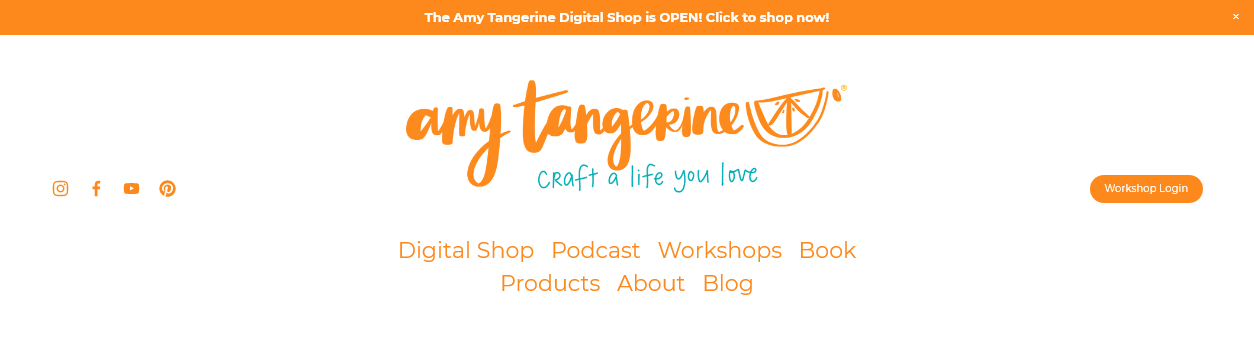 The Amy Tangerine Digital Shop is OPEN! Click to shop now!
×
amy tangerine ®
craft a life you love
Workshop Login
Digital Shop Podcast Workshops Book
Products About Blog